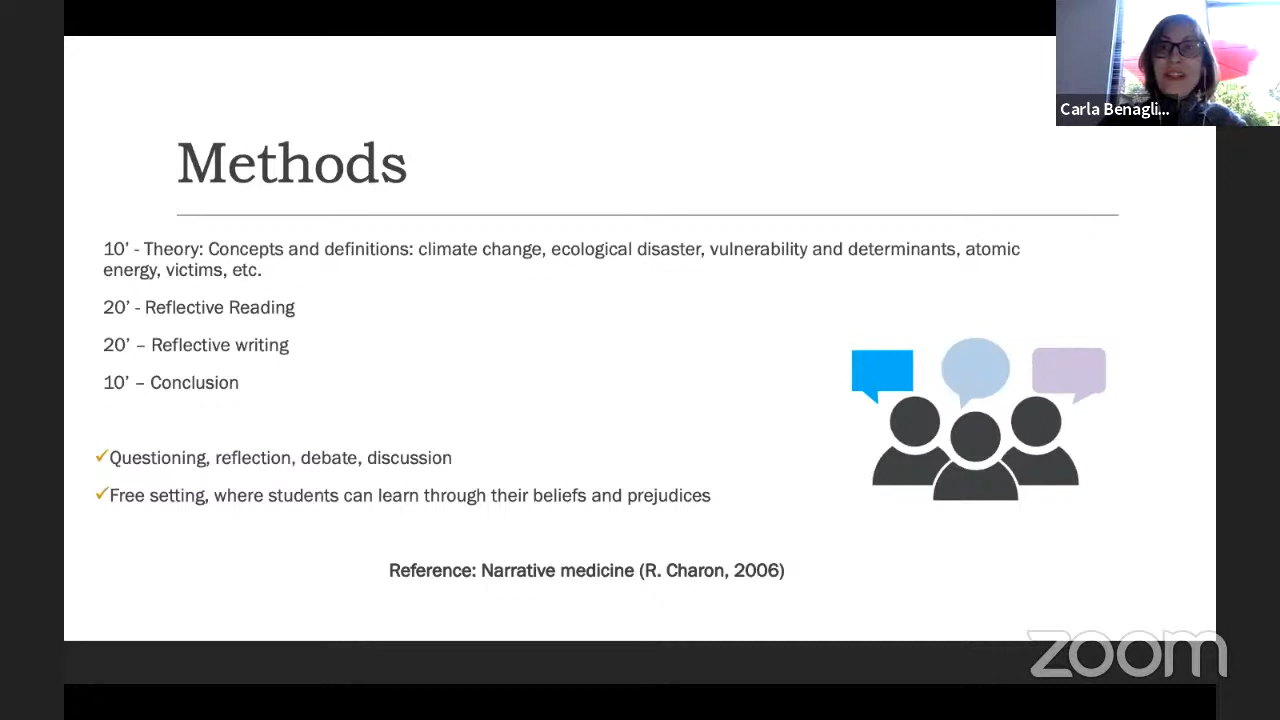 Carla Benagli...
Methods
10’ - Theory: Concepts and definitions: climate change, ecological disaster, vulnerability and determinants, atomic
energy, victims, etc.
20’ - Reflective Reading
20’ – Reflective writing
10’ – Conclusion
✓Questioning, reflection, debate, discussion
✓Free setting, where students can learn through their beliefs and prejudices
Reference: Narrative medicine (R. Charon, 2006)
zoom